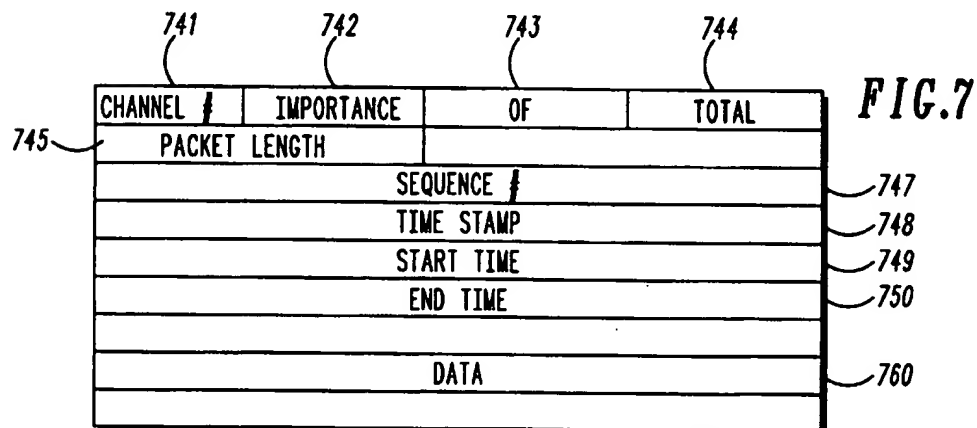 741 742 743 744
CHANNEL # IMPORTANCE OF TOTAL
FIG.7
745 PACKET LENGTH
SEQUENCE # 747
TIME STAMP 748
START TIME 749
END TIME 750
DATA 760